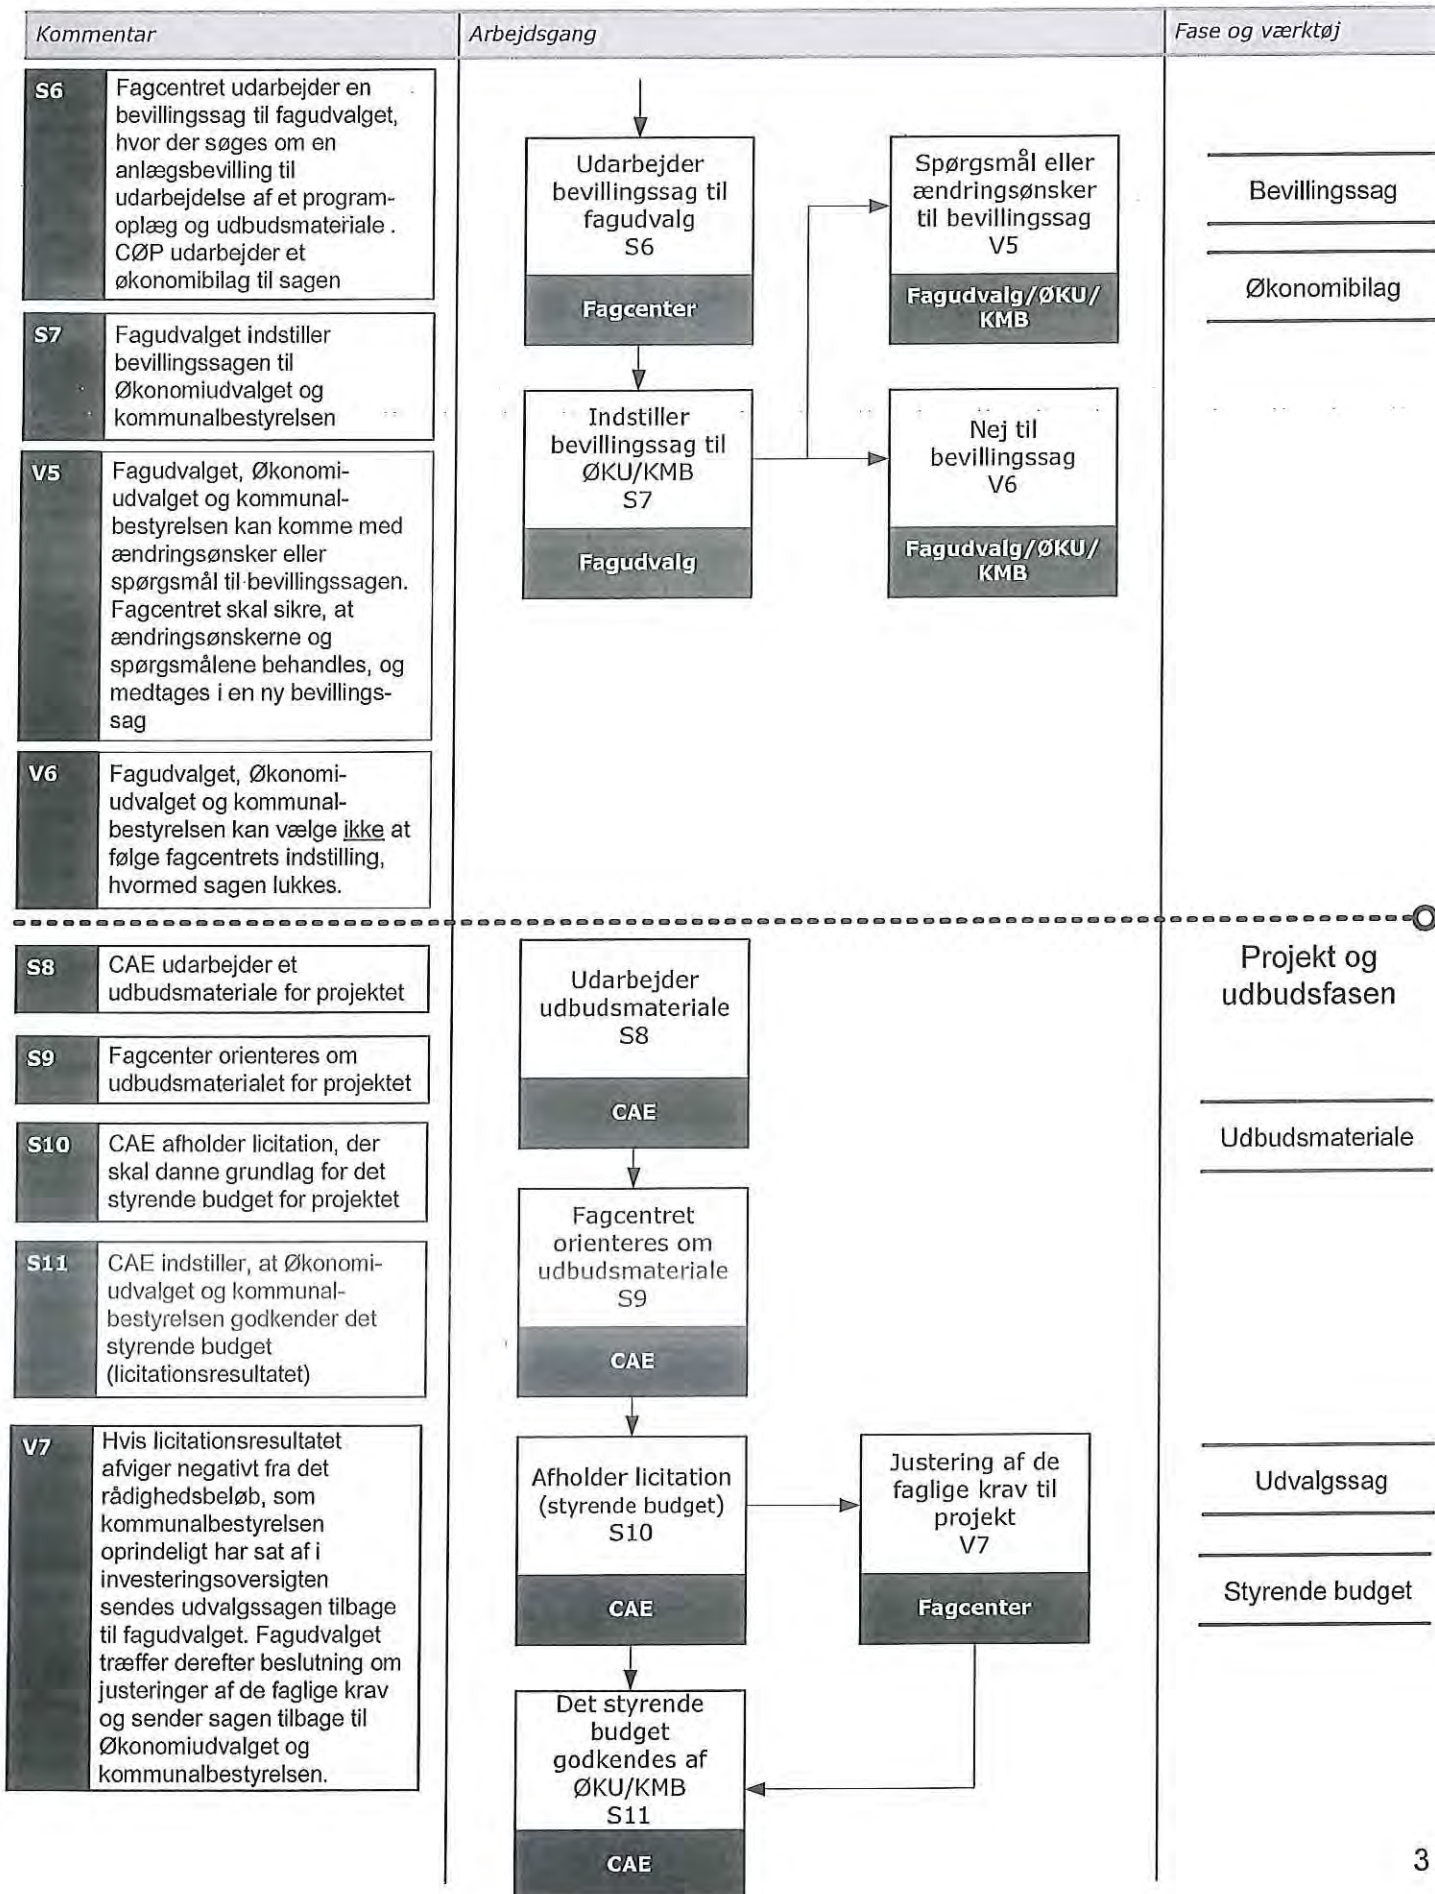 Kommentar
Arbejdsgang
Fase og værktøj
S6
Fagcentret udarbejder en
bevillingssag til fagudvalget,
hvor der søges om en
anlægsbevilling til
udarbejdelse af et program-
oplæg og udbudsmateriale .
CØP udarbejder et
økonomibilag til sagen
S7
Fagudvalget indstiller
bevillingssagen til
Økonomiudvalget og
kommunalbestyrelsen
V5
Fagudvalget, Økonomi-
udvalget og kommunal-
bestyrelsen kan komme med
ændringsønsker eller
spørgsmål til bevillingssagen.
Fagcentret skal sikre, at
ændringsønskerne og
spørgsmålene behandles, og
medtages i en ny bevillings-
sag
V6
Fagudvalget, Økonomi-
udvalget og kommunal-
bestyrelsen kan vælge ikke at
følge fagcentrets indstilling,
hvormed sagen lukkes.
Udarbejder
bevillingssag til
fagudvalg
S6
Fagcenter
Spørgsmål eller
ændringsønsker
til bevillingssag
V5
Fagudvalg/ØKU/
KMB
Indstiller
bevillingssag til
ØKU/KMB
S7
Fagudvalg
Nej til
bevillingssag
V6
Fagudvalg/ØKU/
KMB
Bevillingssag
Økonomibilag
S8
CAE udarbejder et
udbudsmateriale for projektet
S9
Fagcenter orienteres om
udbudsmaterialet for projektet
S10
CAE afholder licitation, der
skal danne grundlag for det
styrende budget for projektet
S11
CAE indstiller, at Økonomi-
udvalget og kommunal-
bestyrelsen godkender det
styrende budget
(licitationsresultatet)
V7
Hvis licitationsresultatet
afviger negativt fra det
rådighedsbeløb, som
kommunalbestyrelsen
oprindeligt har sat af i
investeringsoversigten
sendes udvalgssagen tilbage
til fagudvalget. Fagudvalget
træffer derefter beslutning om
justeringer af de faglige krav
og sender sagen tilbage til
Økonomiudvalget og
kommunalbestyrelsen.
Udarbejder
udbudsmateriale
S8
CAE
Fagcentret
orienteres om
udbudsmateriale
S9
CAE
Afholder licitation
(styrende budget)
S10
CAE
Justering af de
faglige krav til
projekt
V7
Fagcenter
Det styrende
budget
godkendes af
ØKU/KMB
S11
CAE
Projekt og
udbudsfasen
Udbudsmateriale
Udvalgssag
Styrende budget
3